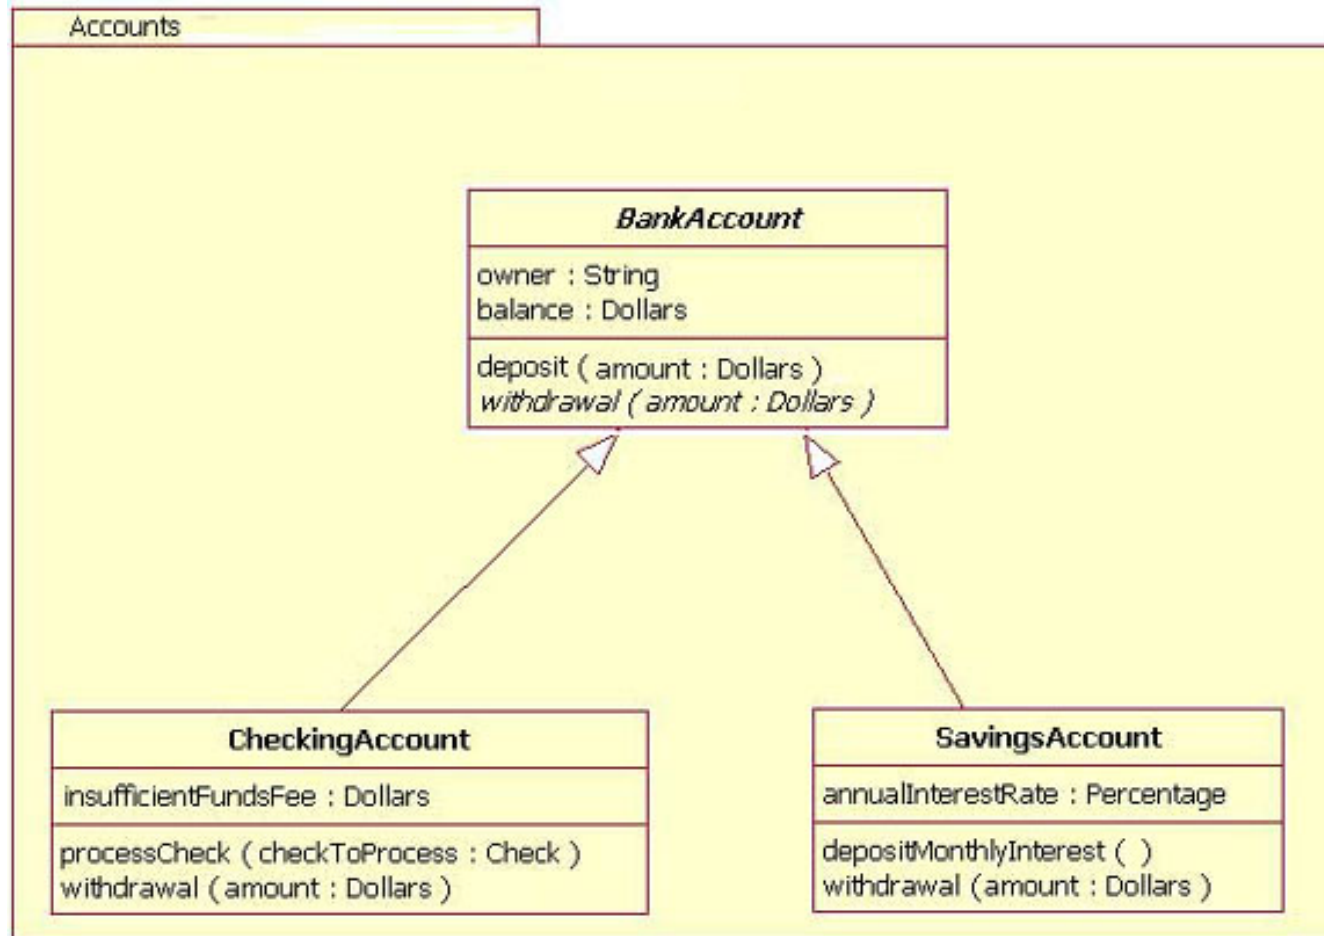 Accounts
BankAccount
owner : String
balance : Dollars
deposit ( amount : Dollars )
withdrawal ( amount : Dollars )
CheckingAccount
insufficientFundsFee : Dollars
processCheck ( checkToProcess : Check )
withdrawal ( amount : Dollars )
SavingsAccount
annualInterestRate : Percentage
depositMonthlyInterest ( )
withdrawal ( amount : Dollars )